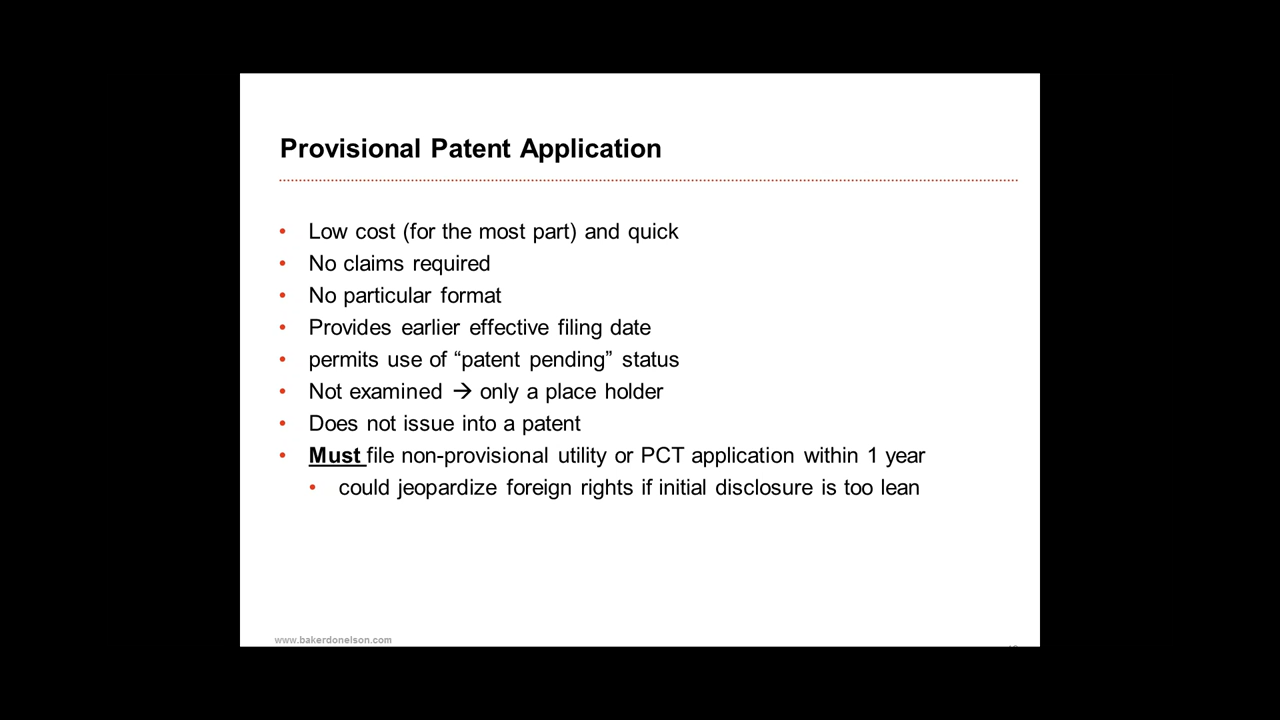 Provisional Patent Application
• Low cost (for the most part) and quick
• No claims required
• No particular format
• Provides earlier effective filing date
• permits use of “patent pending” status
• Not examined → only a place holder
• Does not issue into a patent
• Must file non-provisional utility or PCT application within 1 year
• could jeopardize foreign rights if initial disclosure is too lean
www.bakerdonelson.com